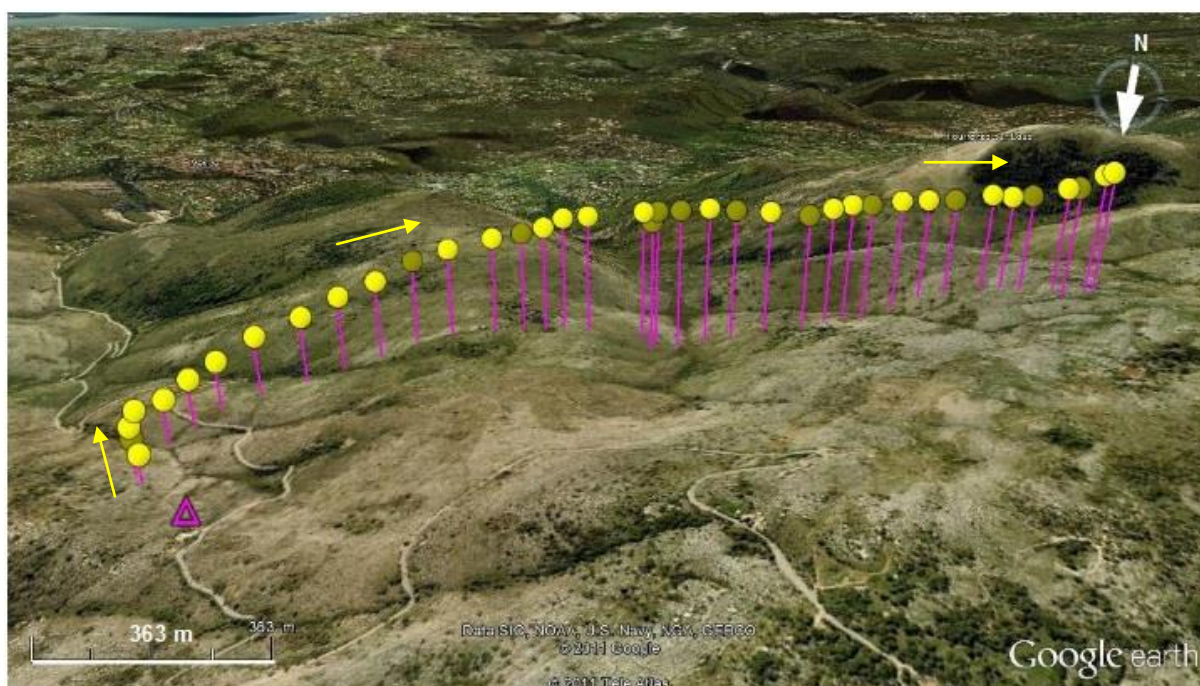 N
363 m
363 m
Data SIO, NOAA, U.S. Navy, NGA, GEBCO
© 2011 Google
© 2011 Tele Atlas
Google earth